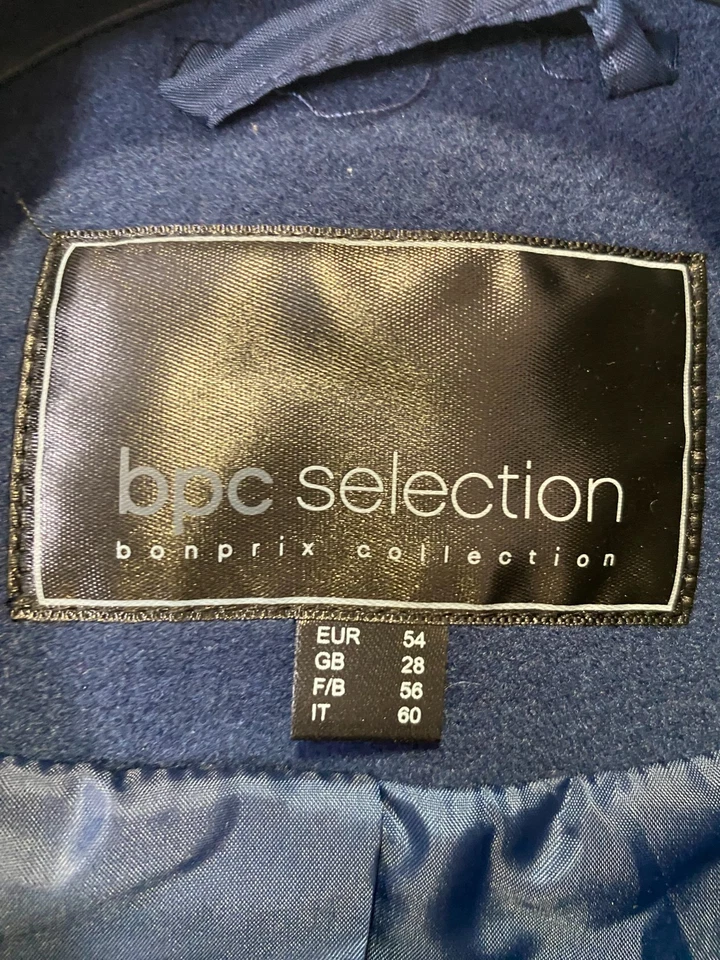 bpc selection
bonprix collection
EUR 54
GB 28
F/B 56
IT 60